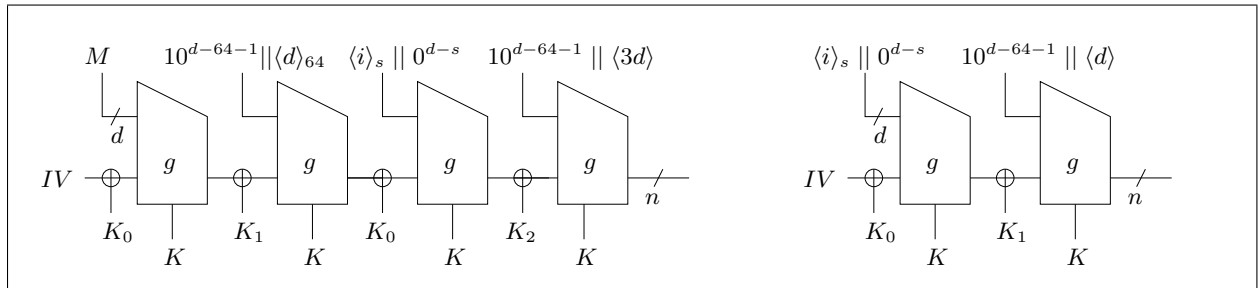 M 10^{d−64−1}||⟨d⟩_{64} ⟨i⟩_s || 0^{d−s} 10^{d−64−1} || ⟨3d⟩ ⟨i⟩_s || 0^{d−s} 10^{d−64−1} || ⟨d⟩
d d
g g g g g g
IV IV
n n
K_0 K_1 K_0 K_2 K_0 K_1
K K K K K K